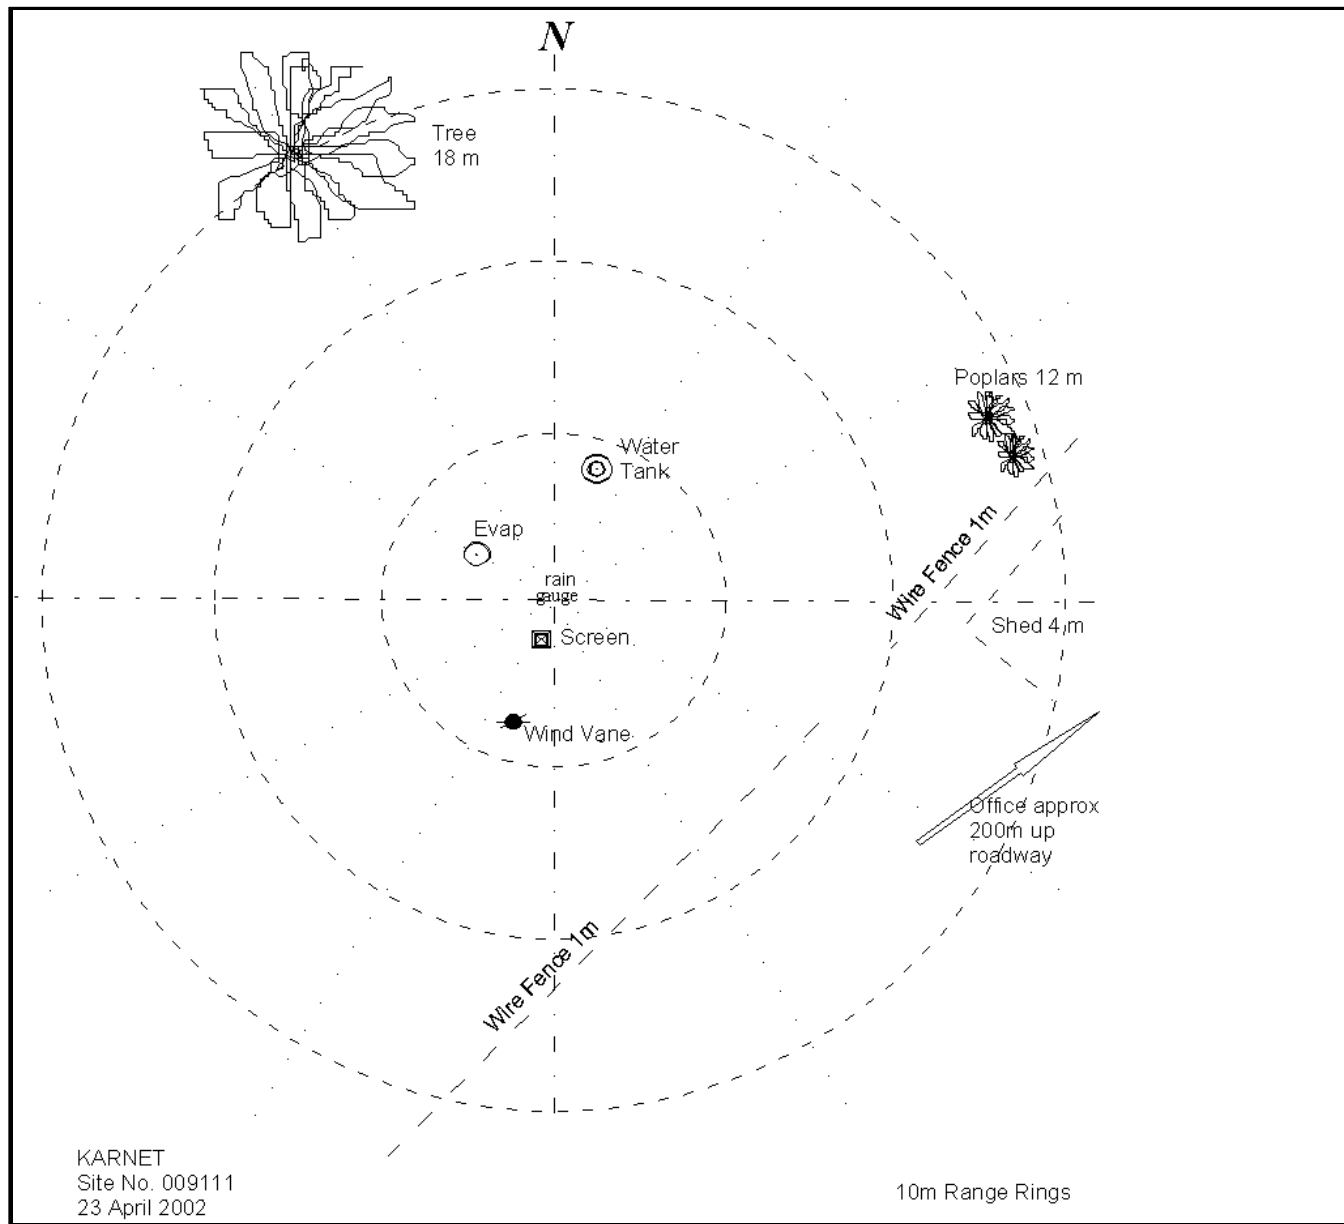 N
Tree
18 m
Poplars 12 m
Water
Tank
Evap
Wire Fence 1m
rain
gauge
Shed 4 m
Screen
Wind Vane
Office approx
200m up
roadway
Wire Fence 1m
KARNET
Site No. 009111
23 April 2002
10m Range Rings